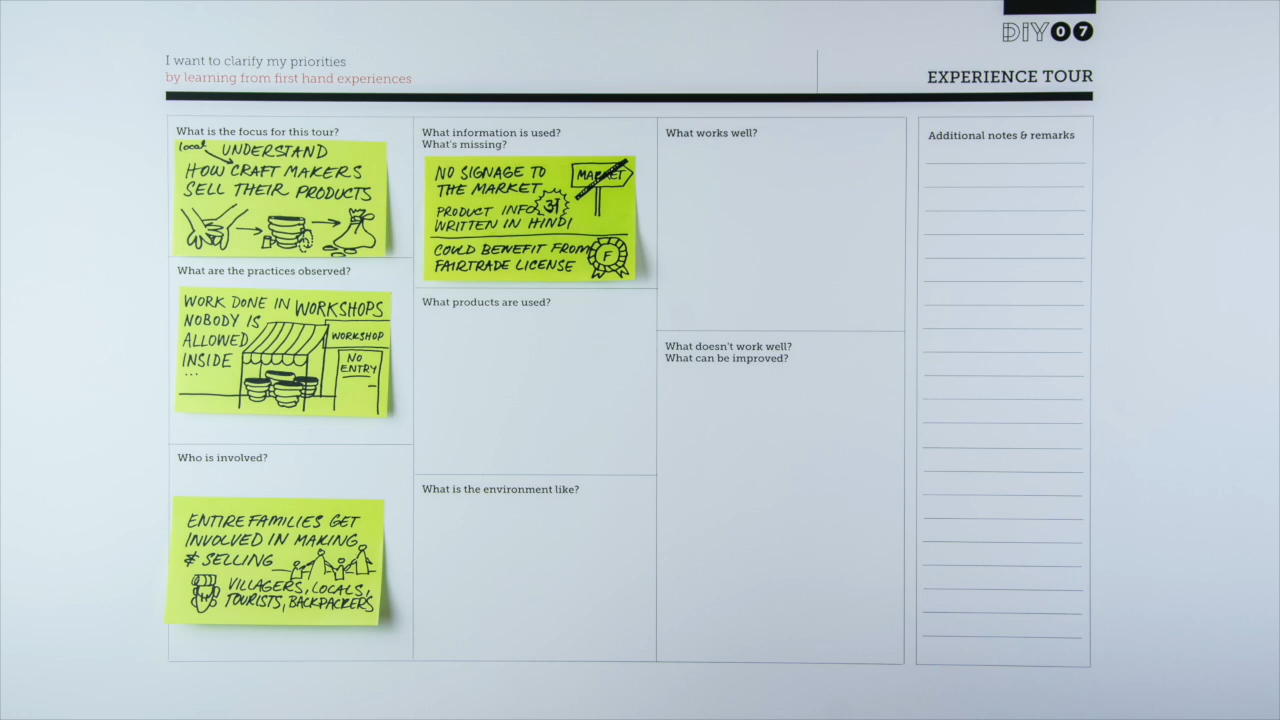 DIY07
I want to clarify my priorities
by learning from first hand experiences
EXPERIENCE TOUR
What is the focus for this tour?
local UNDERSTAND
HOW CRAFT MAKERS
SELL THEIR PRODUCTS
What are the practices observed?
WORK DONE IN WORKSHOPS
NOBODY IS
ALLOWED
INSIDE
...
WORKSHOP
NO
ENTRY
Who is involved?
ENTIRE FAMILIES GET
INVOLVED IN MAKING
& SELLING
VILLAGERS, LOCALS,
TOURISTS, BACKPACKERS
What information is used?
What's missing?
NO SIGNAGE TO
THE MARKET
MARKET
PRODUCT INFO
अ
WRITTEN IN HINDI
COULD BENEFIT FROM
FAIRTRADE LICENSE
F
What products are used?
What is the environment like?
What works well?
What doesn't work well?
What can be improved?
Additional notes & remarks